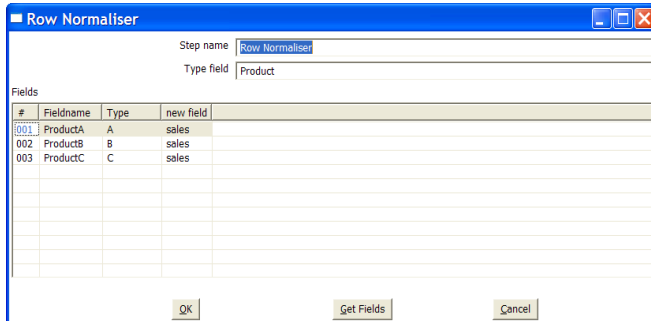 Row Normaliser
Step name Row Normaliser
Type field Product
Fields
# Fieldname Type new field
001 ProductA A sales
002 ProductB B sales
003 ProductC C sales
OK Get Fields Cancel